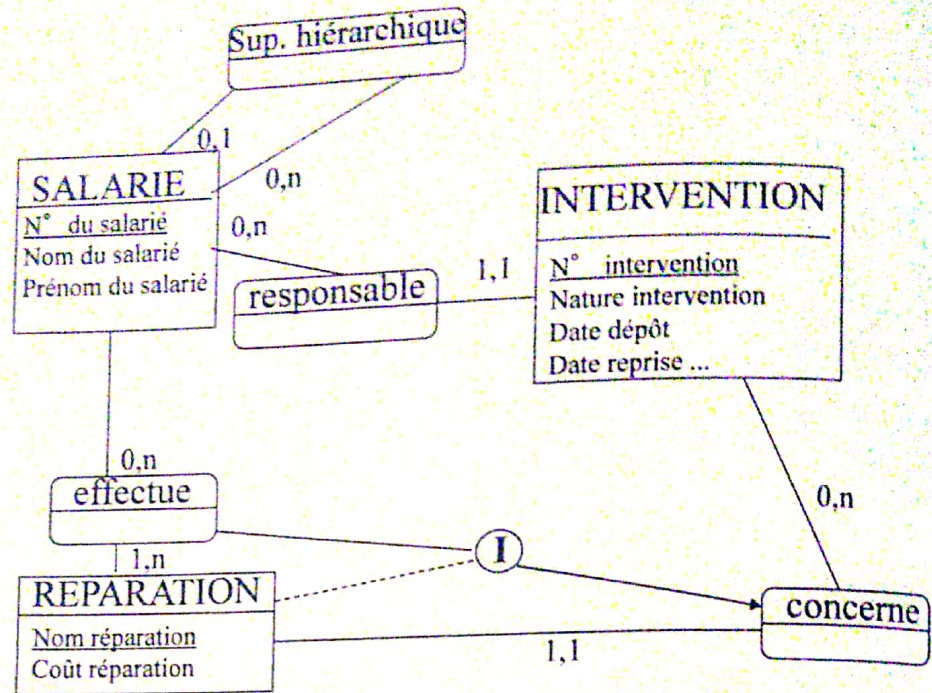 Sup. hiérarchique
0,1
0,n
SALARIE
N° du salarié
Nom du salarié
Prénom du salarié
0,n
responsable
1,1
INTERVENTION
N° intervention
Nature intervention
Date dépôt
Date reprise ...
0,n
effectue
1,n
I
0,n
REPARATION
Nom réparation
Coût réparation
1,1
concerne